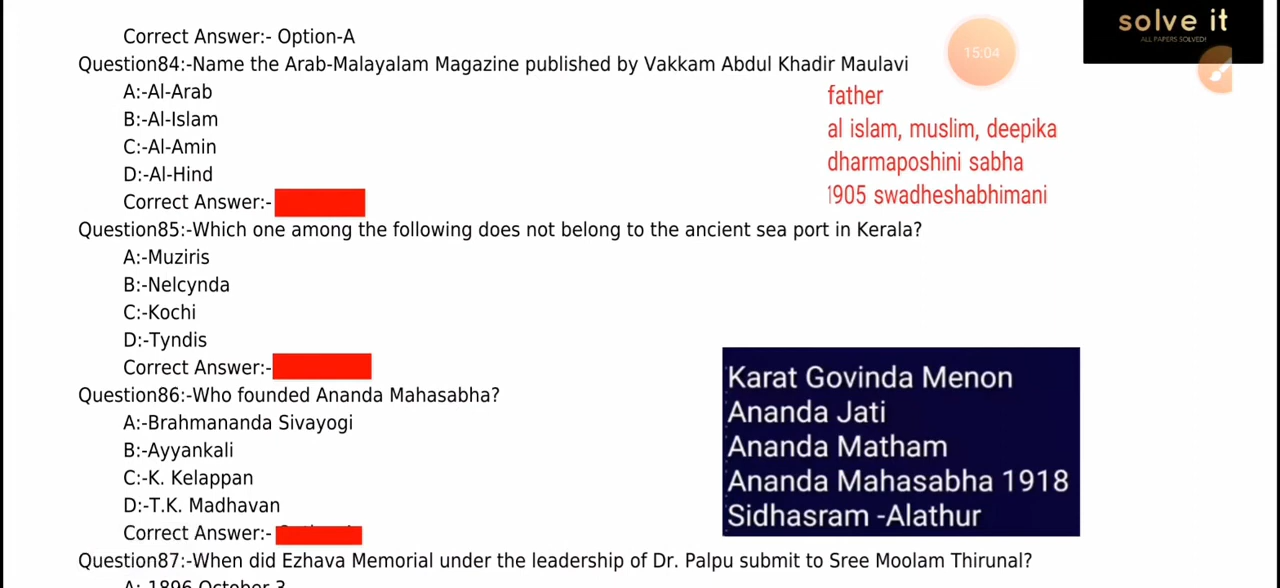 Correct Answer:- Option-A
solve it
ALL PAPERS SOLVED!
15:04
Question84:-Name the Arab-Malayalam Magazine published by Vakkam Abdul Khadir Maulavi
A:-Al-Arab
B:-Al-Islam
C:-Al-Amin
D:-Al-Hind
Correct Answer:-
father
al islam, muslim, deepika
dharmaposhini sabha
1905 swadheshabhimani
Question85:-Which one among the following does not belong to the ancient sea port in Kerala?
A:-Muziris
B:-Nelcynda
C:-Kochi
D:-Tyndis
Correct Answer:-
Question86:-Who founded Ananda Mahasabha?
A:-Brahmananda Sivayogi
B:-Ayyankali
C:-K. Kelappan
D:-T.K. Madhavan
Correct Answer:-
Karat Govinda Menon
Ananda Jati
Ananda Matham
Ananda Mahasabha 1918
Sidhasram -Alathur
Question87:-When did Ezhava Memorial under the leadership of Dr. Palpu submit to Sree Moolam Thirunal?